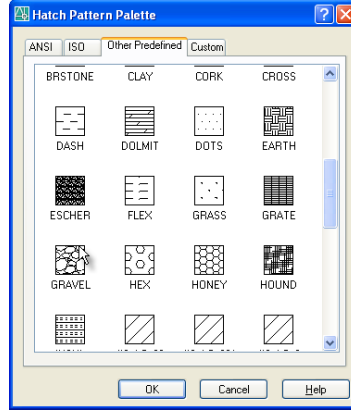 Hatch Pattern Palette
ANSI ISO Other Predefined Custom
BRSTONE CLAY CORK CROSS
DASH DOLMIT DOTS EARTH
ESCHER FLEX GRASS GRATE
GRAVEL HEX HONEY HOUND
OK Cancel Help